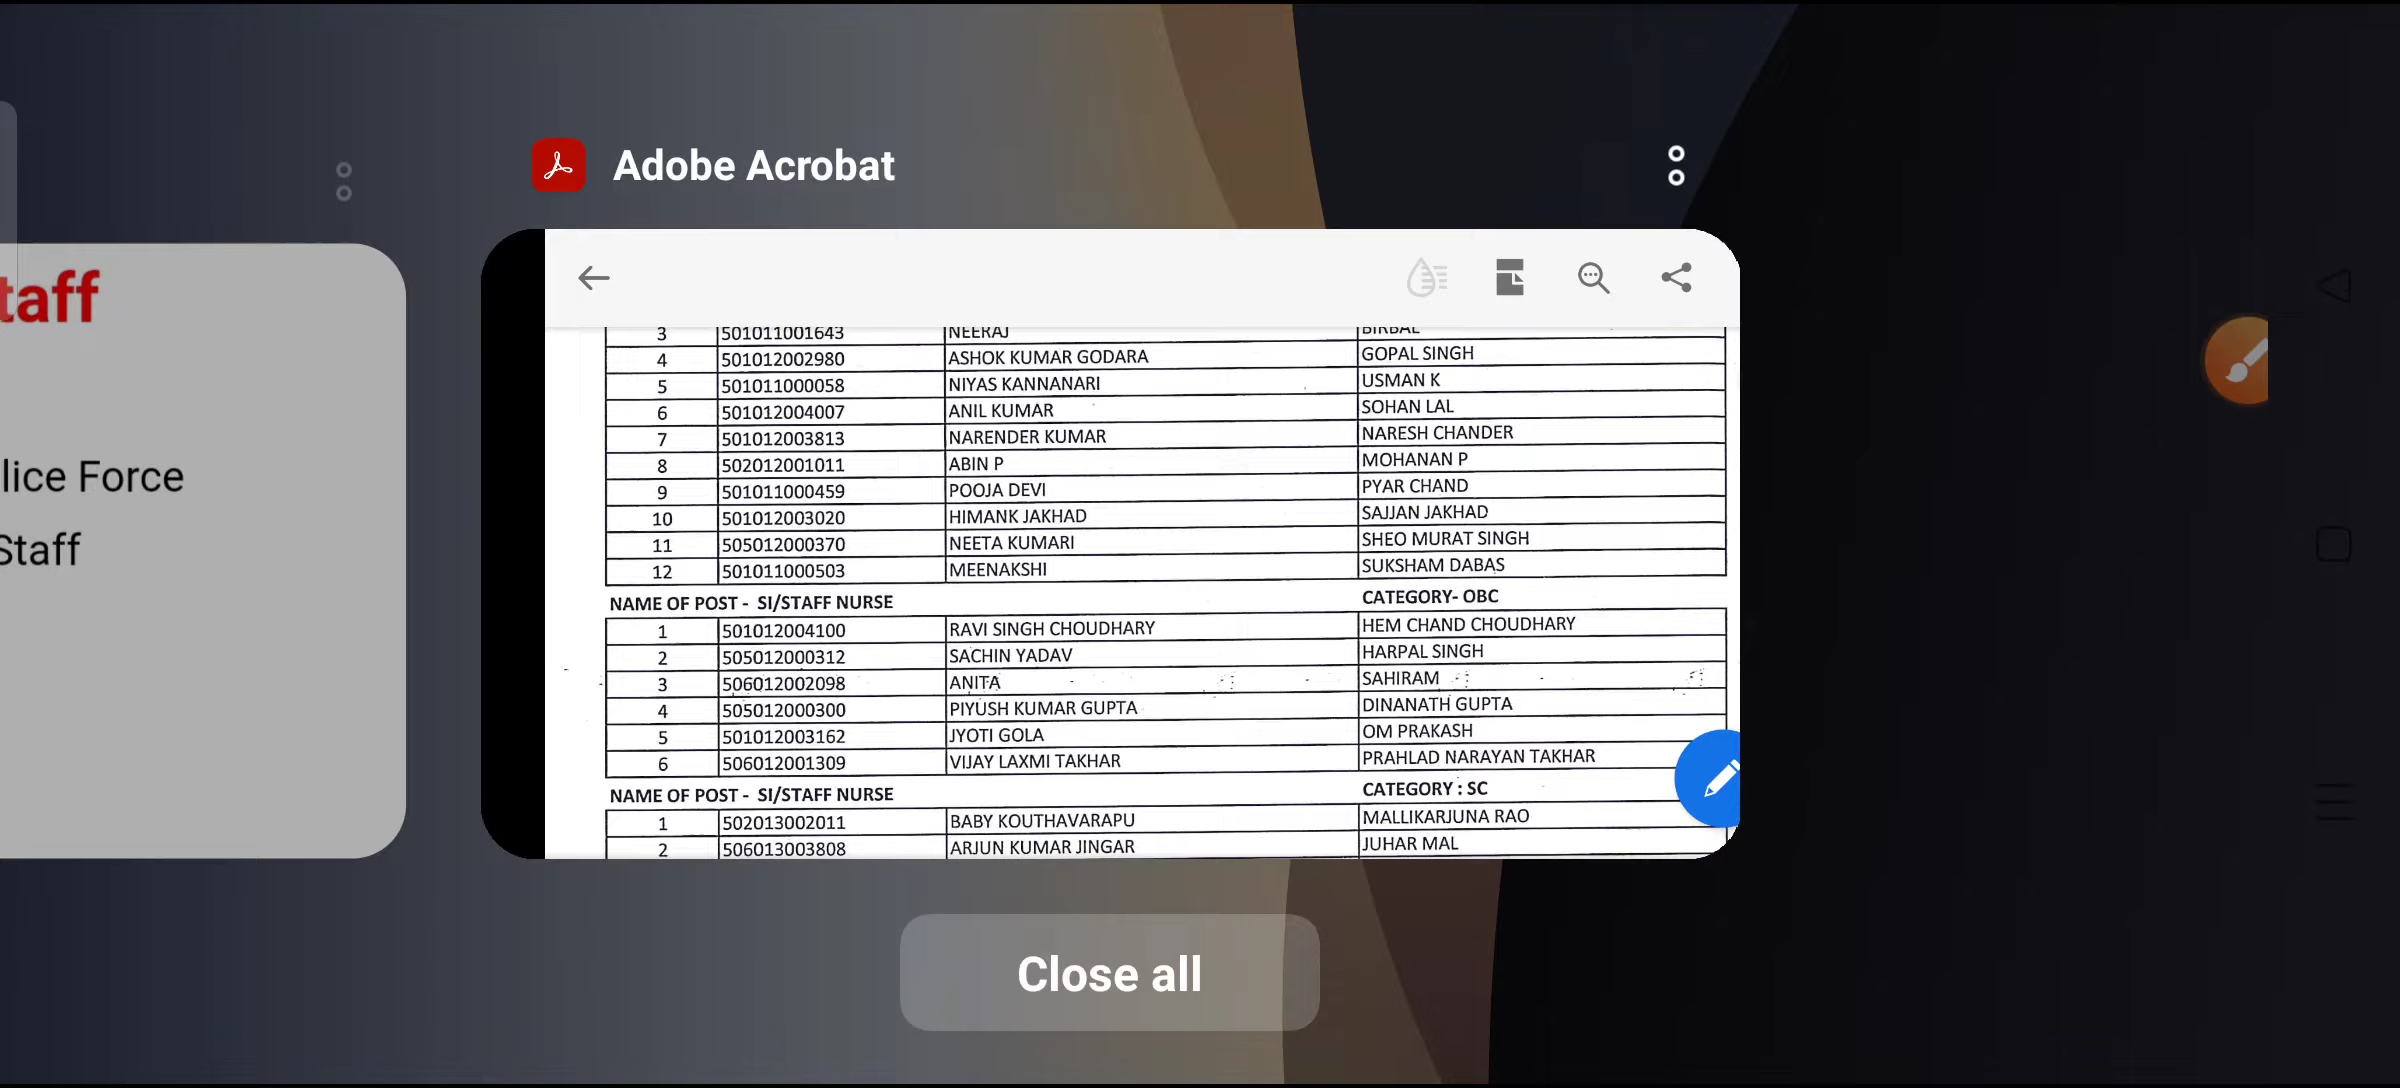 Adobe Acrobat
taff
lice Force
Staff
3 501011001643 NEERAJ BIRBAL
4 501012002980 ASHOK KUMAR GODARA GOPAL SINGH
5 501011000058 NIYAS KANNANARI USMAN K
6 501012004007 ANIL KUMAR SOHAN LAL
7 501012003813 NARENDER KUMAR NARESH CHANDER
8 502012001011 ABIN P MOHANAN P
9 501011000459 POOJA DEVI PYAR CHAND
10 501012003020 HIMANK JAKHAD SAJJAN JAKHAD
11 505012000370 NEETA KUMARI SHEO MURAT SINGH
12 501011000503 MEENAKSHI SUKSHAM DABAS
NAME OF POST - SI/STAFF NURSE CATEGORY- OBC
1 501012004100 RAVI SINGH CHOUDHARY HEM CHAND CHOUDHARY
2 505012000312 SACHIN YADAV HARPAL SINGH
3 506012002098 ANITA SAHIRAM
4 505012000300 PIYUSH KUMAR GUPTA DINANATH GUPTA
5 501012003162 JYOTI GOLA OM PRAKASH
6 506012001309 VIJAY LAXMI TAKHAR PRAHLAD NARAYAN TAKHAR
NAME OF POST - SI/STAFF NURSE CATEGORY : SC
1 502013002011 BABY KOUTHAVARAPU MALLIKARJUNA RAO
2 506013003808 ARJUN KUMAR JINGAR JUHAR MAL
Close all